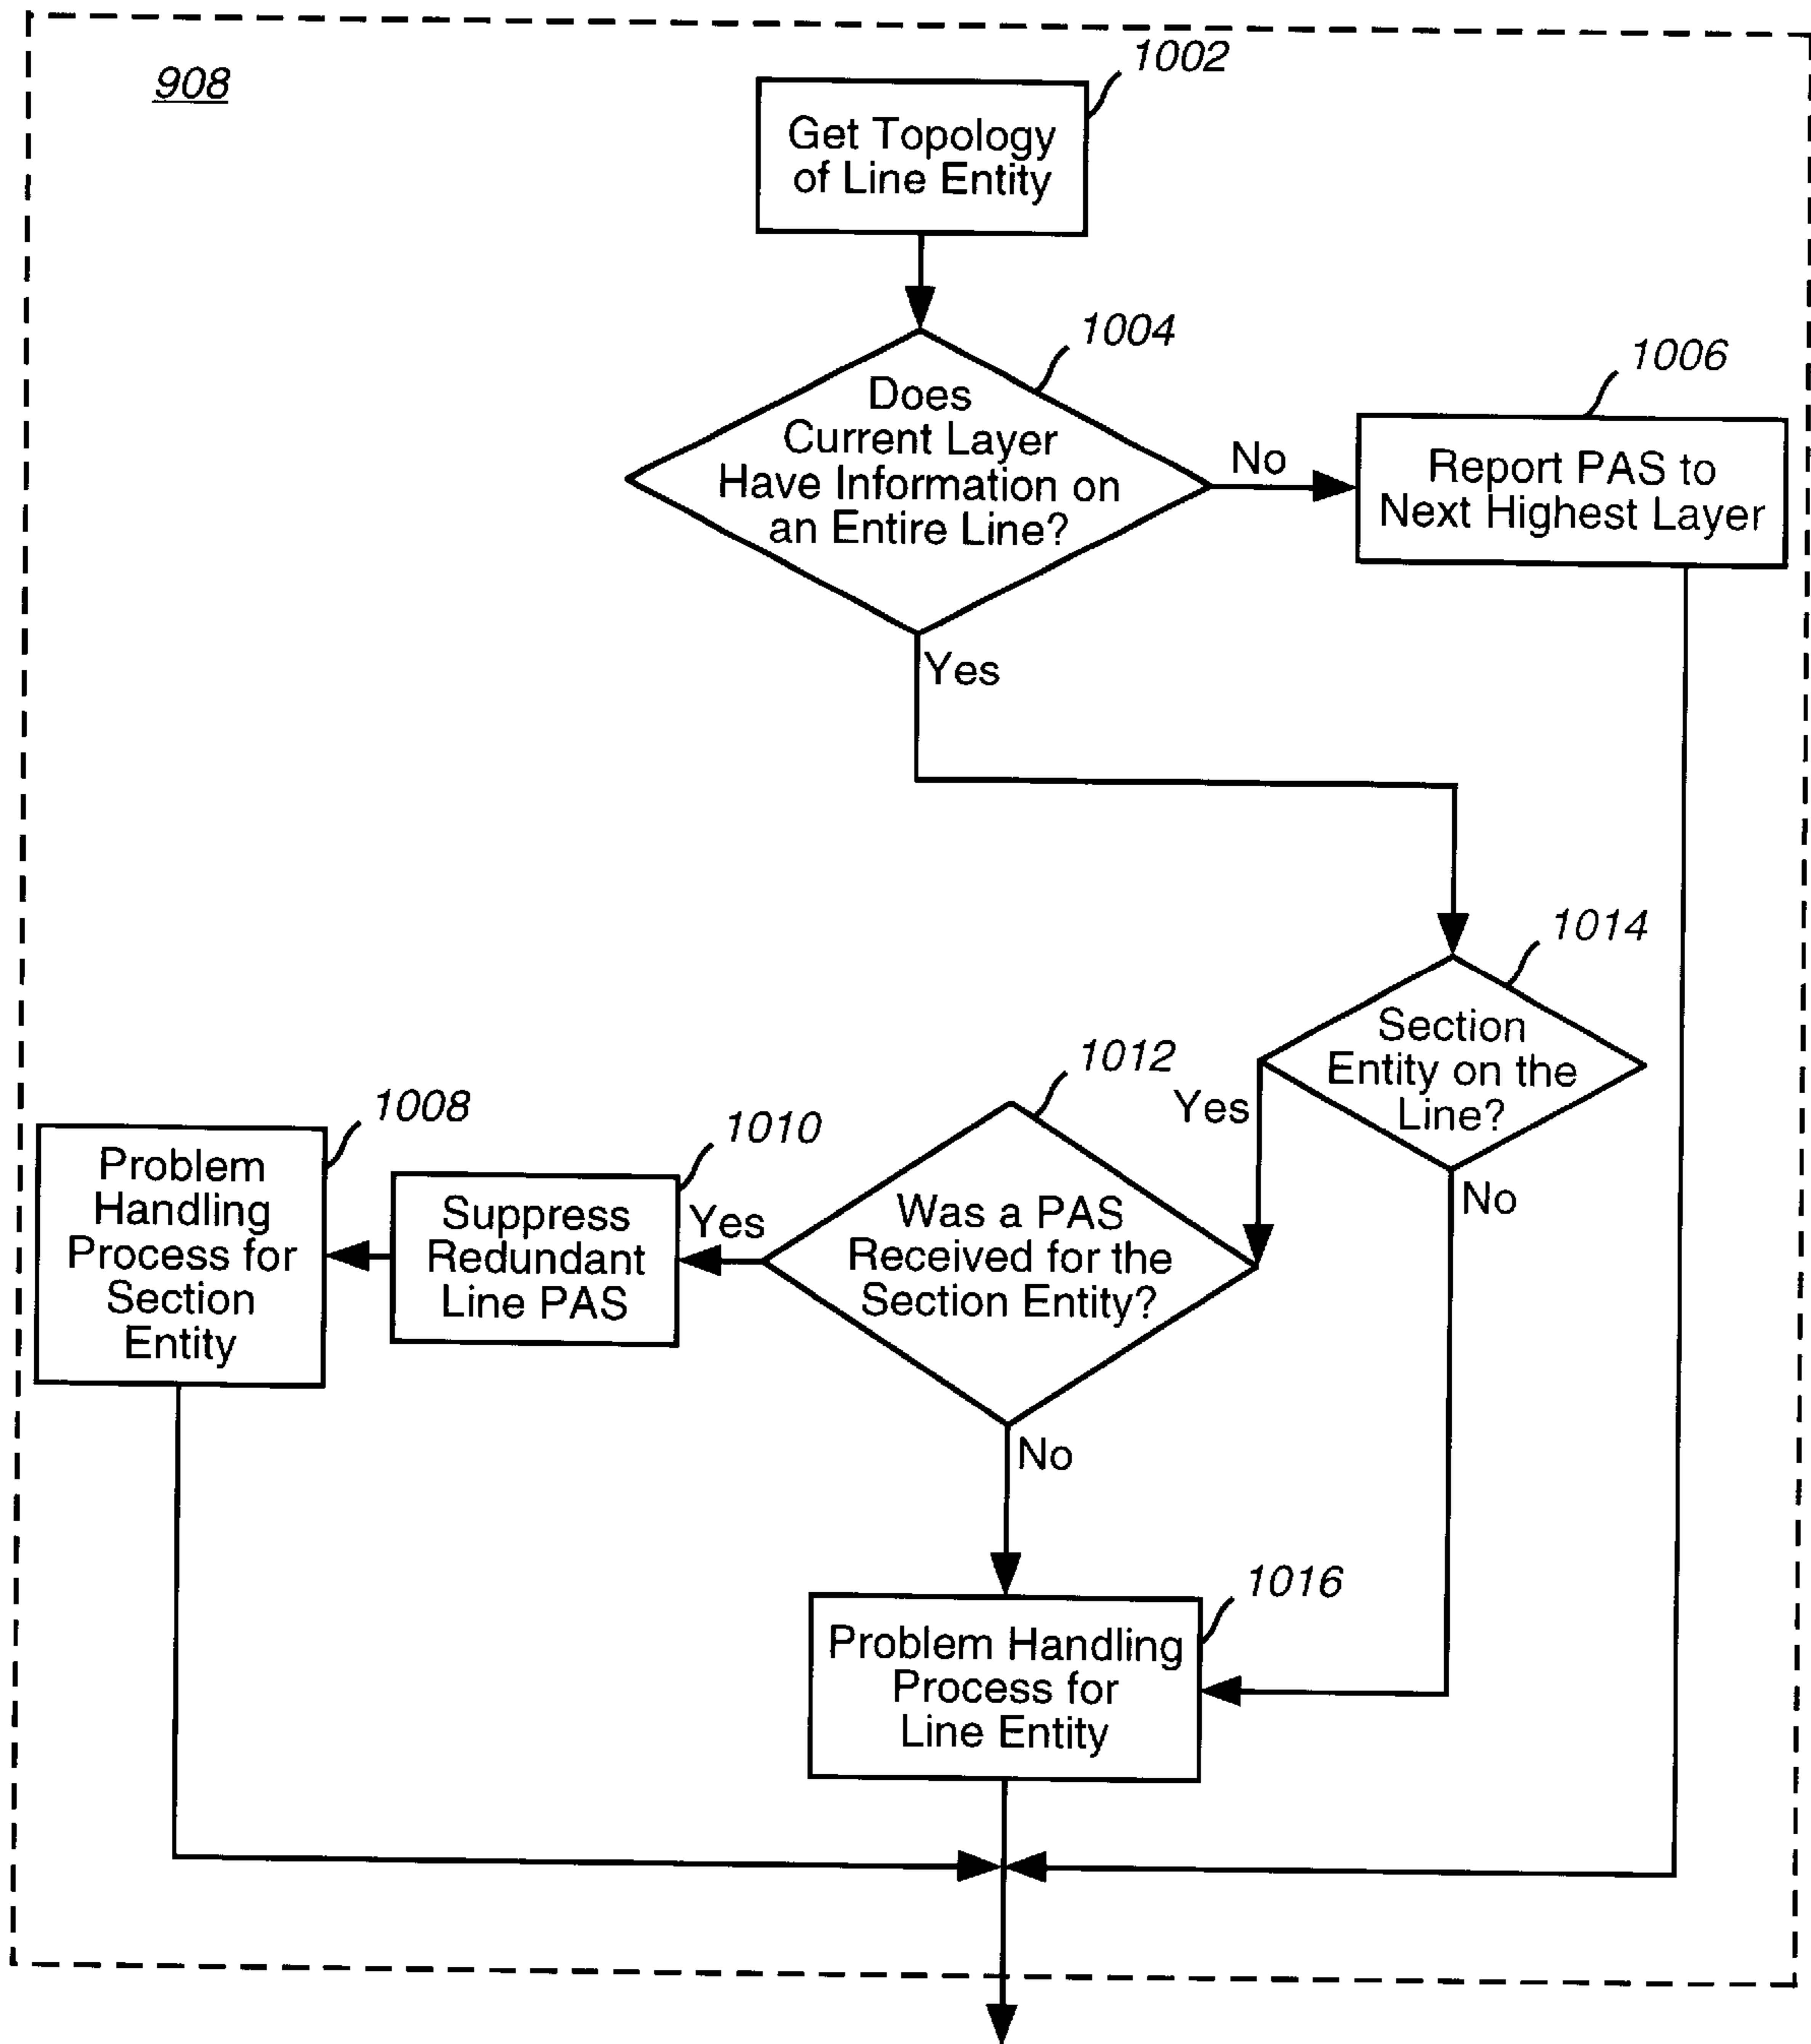 908
1002
Get Topology
of Line Entity
1004
Does
Current Layer
Have Information on
an Entire Line?
No
1006
Report PAS to
Next Highest Layer
Yes
1014
Section
Entity on the
Line?
Yes
No
1012
Was a PAS
Received for the
Section Entity?
Yes
No
1010
Suppress
Redundant
Line PAS
1008
Problem
Handling
Process for
Section
Entity
1016
Problem Handling
Process for
Line Entity